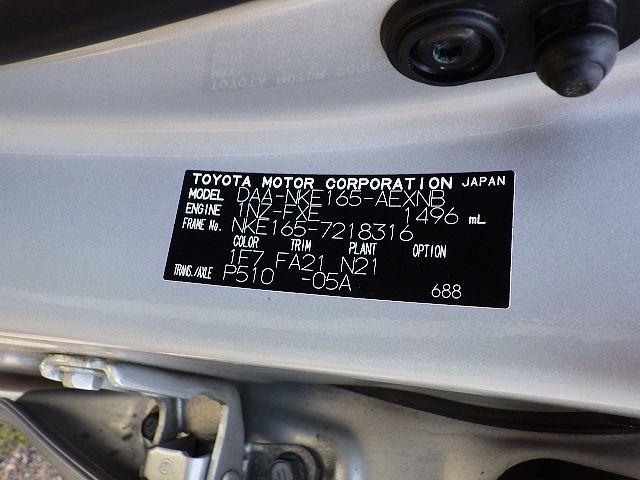 TOYOTA MOTOR CORPORATION JAPAN
MODEL DAA-NKE165-AEXNB
ENGINE 1NZ-FXE 1496 mL
FRAME No. NKE165-7218316
COLOR TRIM PLANT OPTION
1F7 FA21 N21
TRANS./AXLE P510 -05A
688